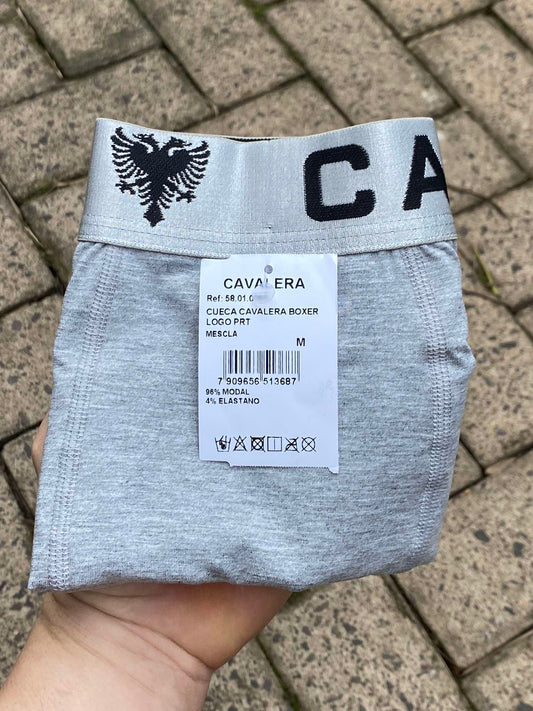 CA
CAVALERA
Ref: 58.01.0
CUECA CAVALERA BOXER
LOGO PRT
MESCLA
M
7 909656 513687
96% MODAL
4% ELASTANO